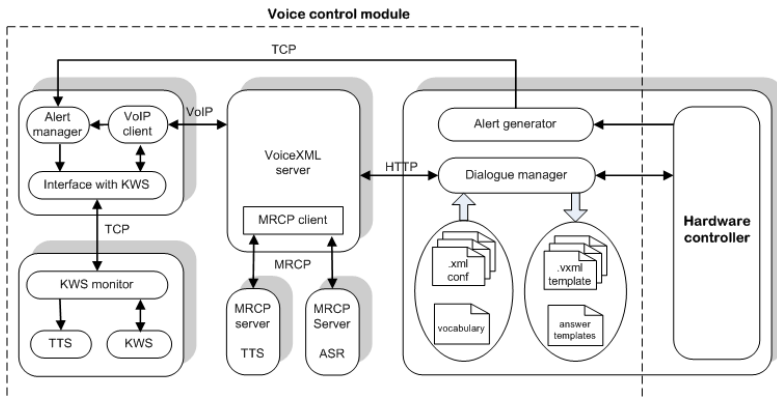 Voice control module
TCP
Alert
manager
VoIP
client
VoIP
Interface with KWS
TCP
KWS monitor
TTS
KWS
VoiceXML
server
MRCP client
MRCP
MRCP
server
TTS
MRCP
Server
ASR
HTTP
Alert generator
Dialogue manager
.xml
conf
vocabulary
.vxml
template
answer
templates
Hardware
controller